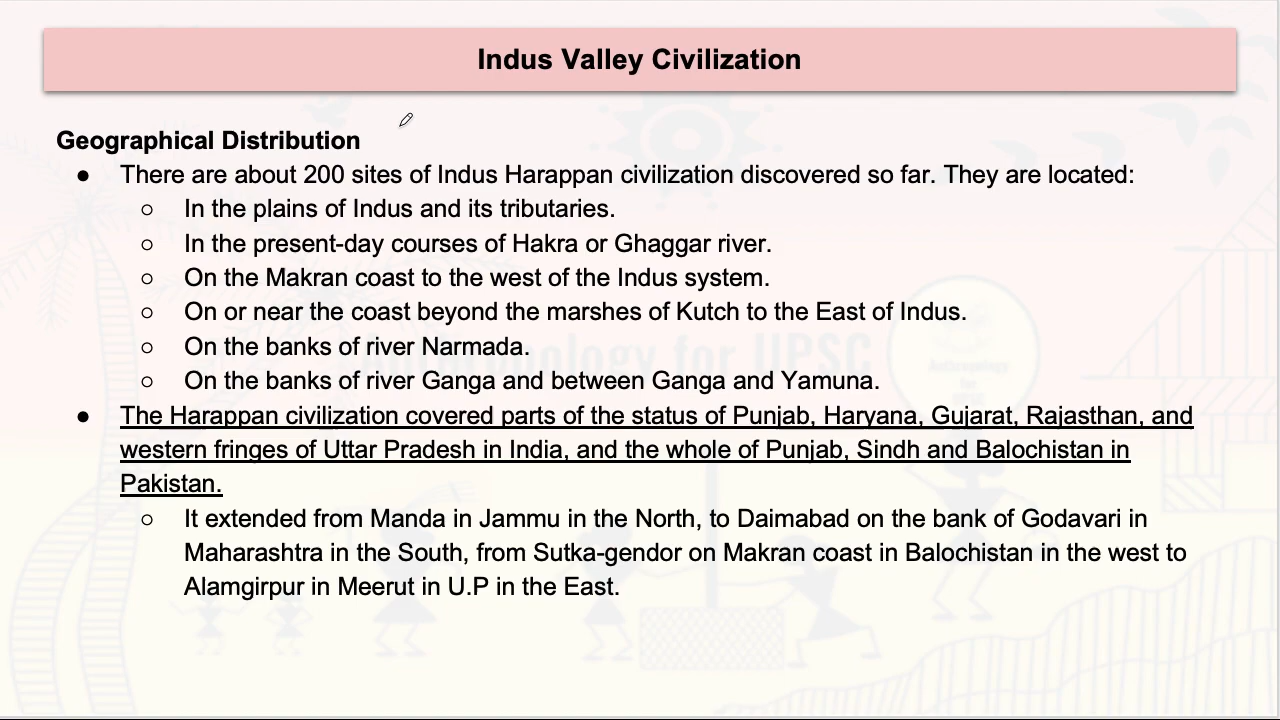 Indus Valley Civilization
Geographical Distribution
● There are about 200 sites of Indus Harappan civilization discovered so far. They are located:
○ In the plains of Indus and its tributaries.
○ In the present-day courses of Hakra or Ghaggar river.
○ On the Makran coast to the west of the Indus system.
○ On or near the coast beyond the marshes of Kutch to the East of Indus.
○ On the banks of river Narmada.
○ On the banks of river Ganga and between Ganga and Yamuna.
● The Harappan civilization covered parts of the status of Punjab, Haryana, Gujarat, Rajasthan, and
western fringes of Uttar Pradesh in India, and the whole of Punjab, Sindh and Balochistan in
Pakistan.
○ It extended from Manda in Jammu in the North, to Daimabad on the bank of Godavari in
Maharashtra in the South, from Sutka-gendor on Makran coast in Balochistan in the west to
Alamgirpur in Meerut in U.P in the East.
Anthropology for UPSC
Anthropology
for